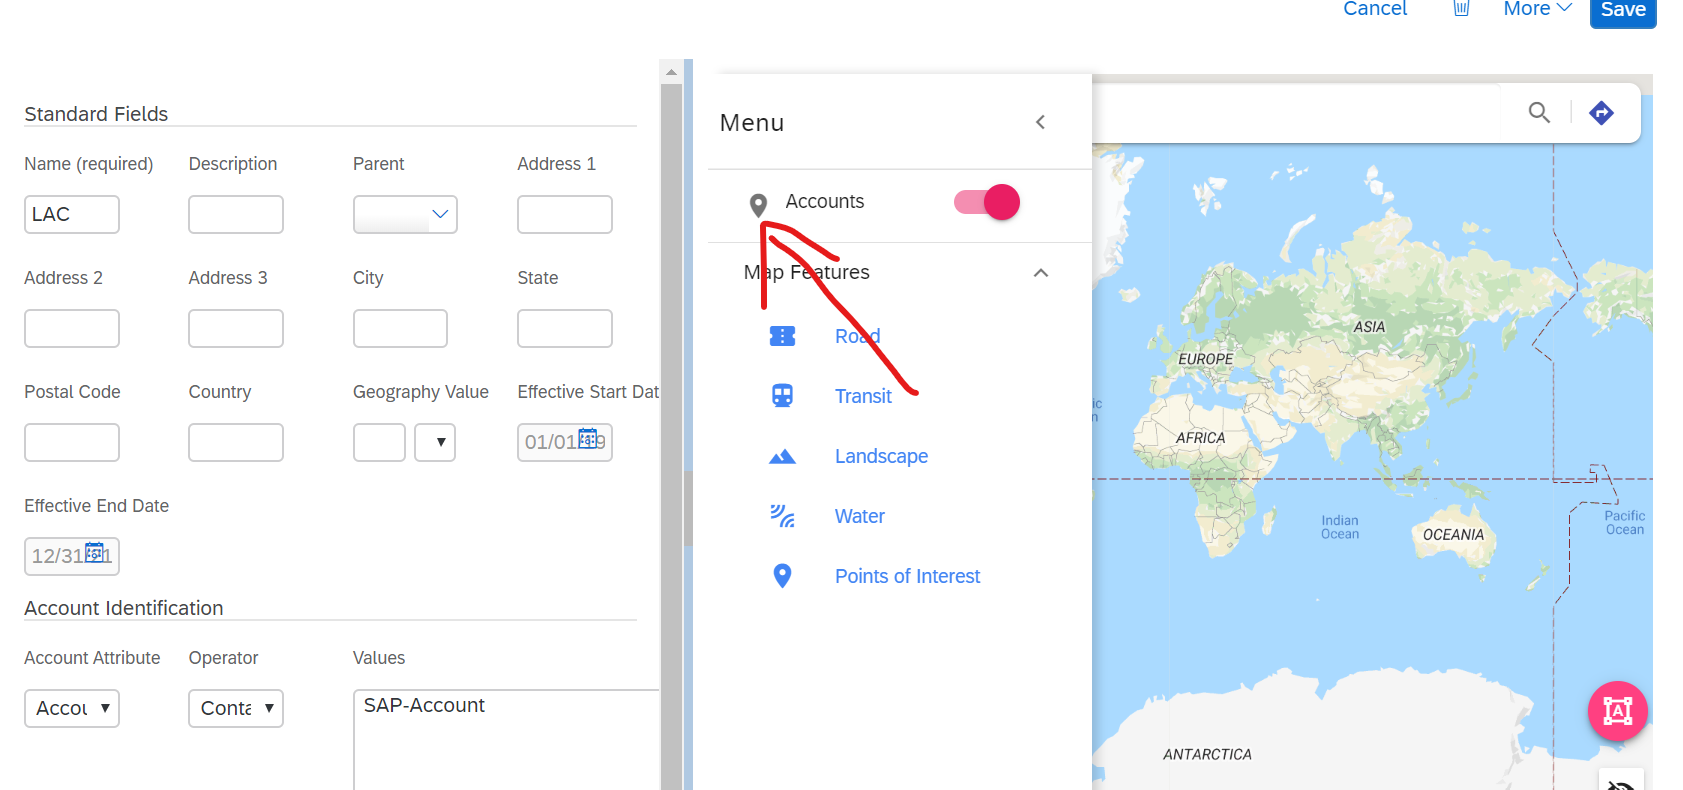 Cancel More Save
Standard Fields
Name (required) Description Parent Address 1
LAC
Address 2 Address 3 City State
Postal Code Country Geography Value Effective Start Dat
01/01/ 9
Effective End Date
12/31/ 1
Account Identification
Account Attribute Operator Values
Accou Conta SAP-Account
Menu
Accounts
Map Features
Road
Transit
Landscape
Water
Points of Interest
ASIA
EUROPE
AFRICA
ic
n
Indian
Ocean
OCEANIA
Pacific
Ocean
ANTARCTICA
A